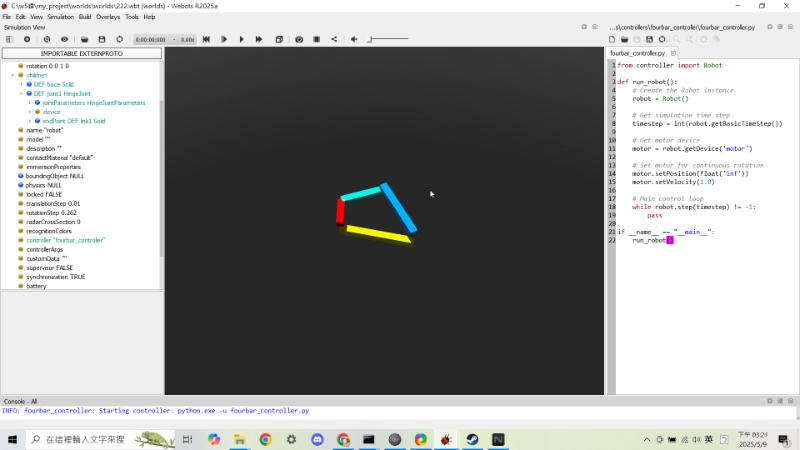 C:\w5鏈\my_project\worlds\worlds\222.wbt (worlds) - Webots R2025a
File Edit View Simulation Build Overlays Tools Help
Simulation View
...s\controllers\fourbar_controller\fourbar_controller.py
0:00:00:000 - 0.00x
IMPORTABLE EXTERNPROTO
rotation 0 0 1 0
children
DEF bace Solid
DEF joint1 HingeJoint
jointParameters HingeJointParameters
device
endPoint DEF lnk1 Solid
name "robot"
model ""
description ""
contactMaterial "default"
immersionProperties
boundingObject NULL
physics NULL
locked FALSE
translationStep 0.01
rotationStep 0.262
radarCrossSection 0
recognitionColors
controller "fourbar_controller"
controllerArgs
customData ""
supervisor FALSE
synchronization TRUE
battery
fourbar_controller.py
1 from controller import Robot
2
3 def run_robot():
4 # Create the Robot instance
5 robot = Robot()
6
7 # Get simulation time step
8 timestep = int(robot.getBasicTimeStep())
9
10 # Get motor device
11 motor = robot.getDevice('motor')
12
13 # Set motor for continuous rotation
14 motor.setPosition(float('inf'))
15 motor.setVelocity(1.0)
16
17 # Main control loop
18 while robot.step(timestep) != -1:
19 pass
20
21 if __name__ == "__main__":
22 run_robot()
Console - All
INFO: fourbar_controller: Starting controller: python.exe -u fourbar_controller.py
在這裡輸入文字來搜
英
下午 03:21
2025/5/9